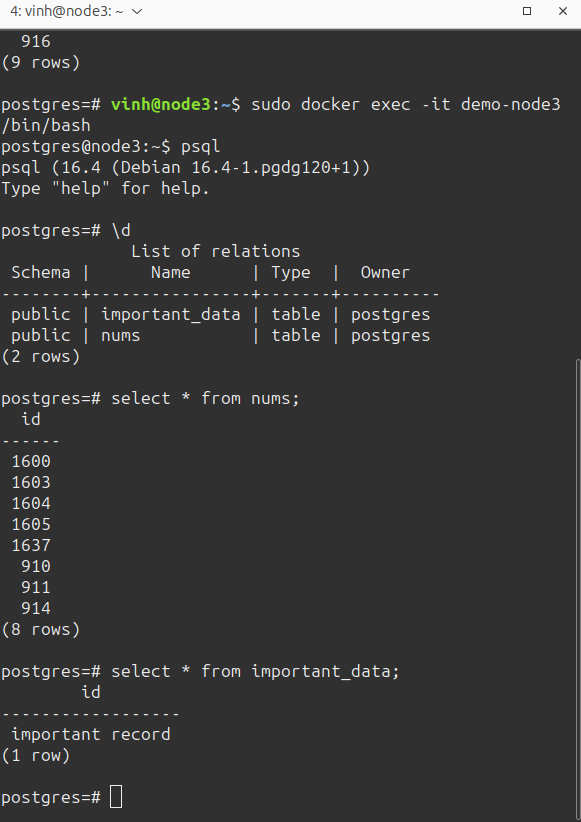 4: vinh@node3: ~
916
(9 rows)
postgres=# vinh@node3:~$ sudo docker exec -it demo-node3
/bin/bash
postgres@node3:~$ psql
psql (16.4 (Debian 16.4-1.pgdg120+1))
Type "help" for help.
postgres=# \d
List of relations
Schema |      Name      | Type  |  Owner
--------+----------------+-------+----------
public | important_data | table | postgres
public | nums           | table | postgres
(2 rows)
postgres=# select * from nums;
id
------
1600
1603
1604
1605
1637
910
911
914
(8 rows)
postgres=# select * from important_data;
id
------------------
important record
(1 row)
postgres=#